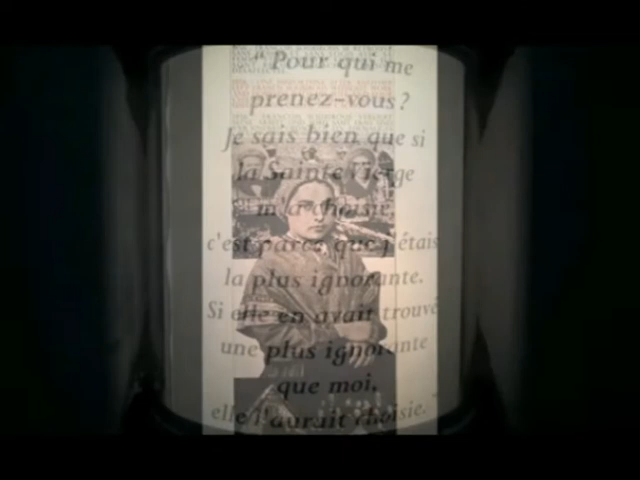 “ Pour qui me
prenez-vous ?
Je sais bien que si
la Sainte Vierge
m'a choisie
c'est parce que j'étais
la plus ignorante.
Si elle en avait trouvé
une plus ignorante
que moi,
elle l'aurait choisie. ”